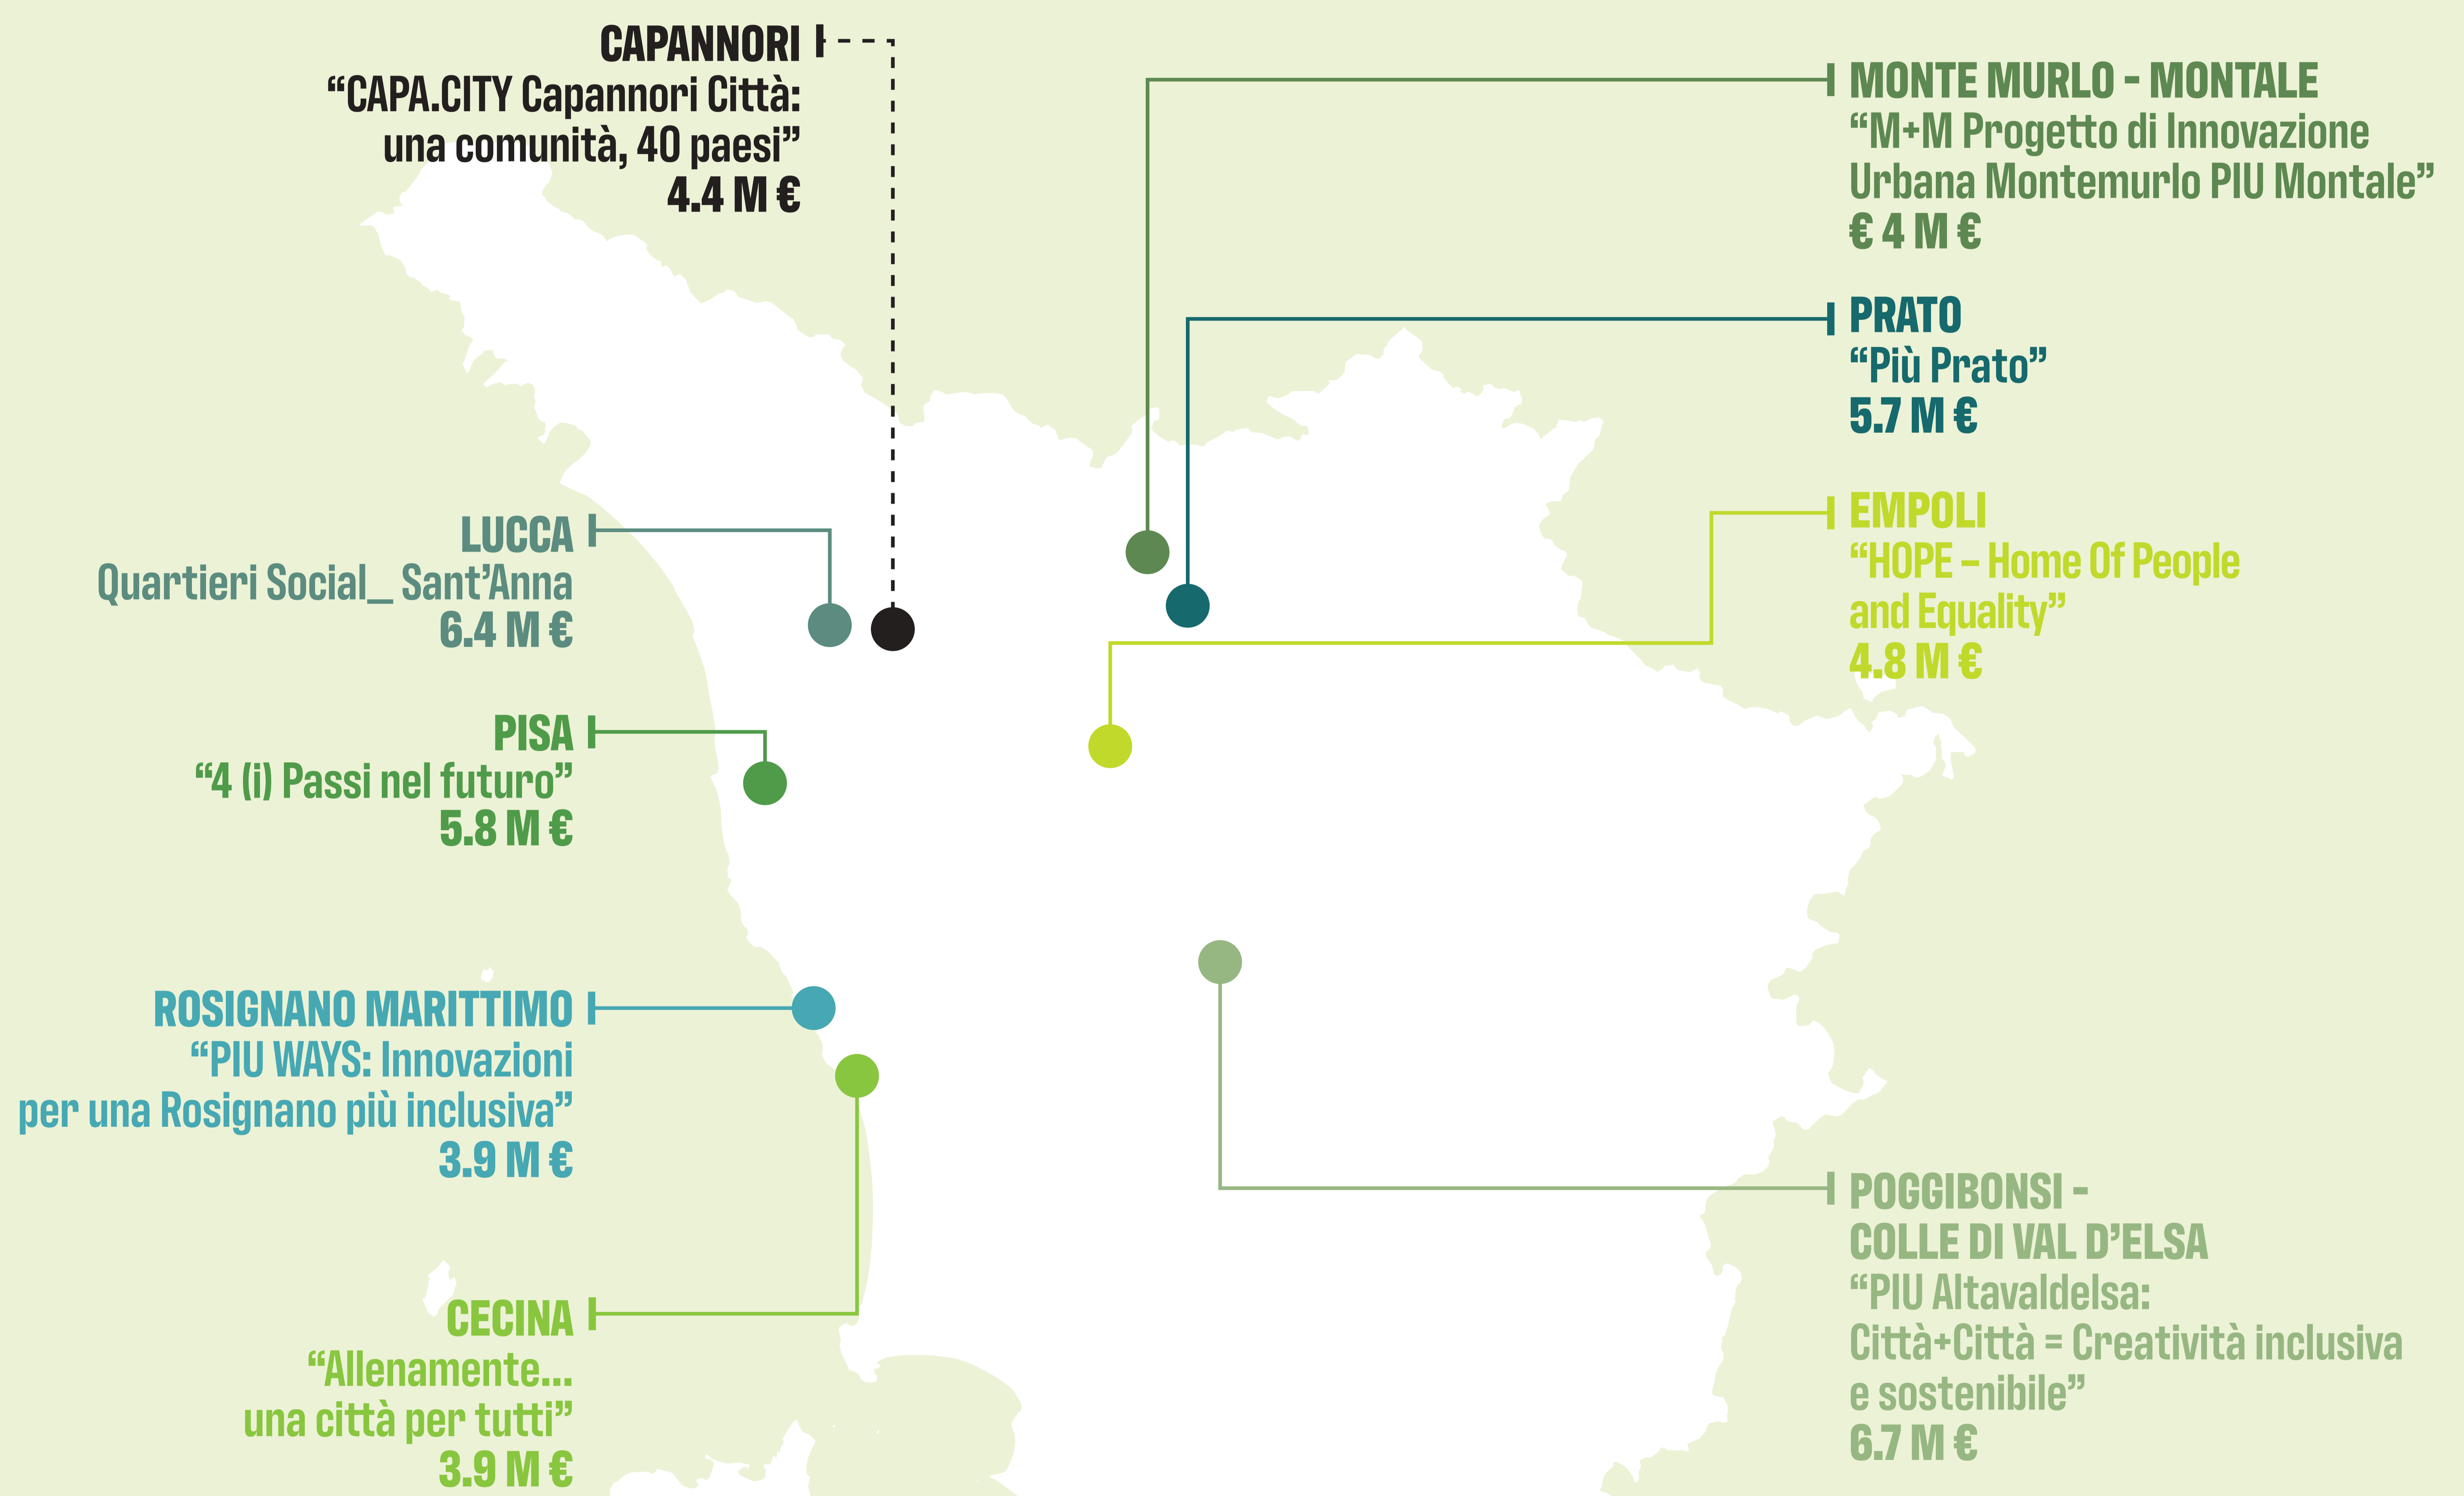 CAPANNORI
“CAPA.CITY Capannori Città:
una comunità, 40 paesi”
4.4 M €
LUCCA
Quartieri Social_ Sant’Anna
6.4 M €
PISA
“4 (i) Passi nel futuro”
5.8 M €
ROSIGNANO MARITTIMO
“PIU WAYS: Innovazioni
per una Rosignano più inclusiva”
3.9 M €
CECINA
“Allenamente...
una città per tutti”
3.9 M €
MONTE MURLO - MONTALE
“M+M Progetto di Innovazione
Urbana Montemurlo PIU Montale”
€ 4 M €
PRATO
“Più Prato”
5.7 M €
EMPOLI
“HOPE – Home Of People
and Equality”
4.8 M €
POGGIBONSI -
COLLE DI VAL D’ELSA
“PIU Altavaldelsa:
Città+Città = Creatività inclusiva
e sostenibile”
6.7 M €